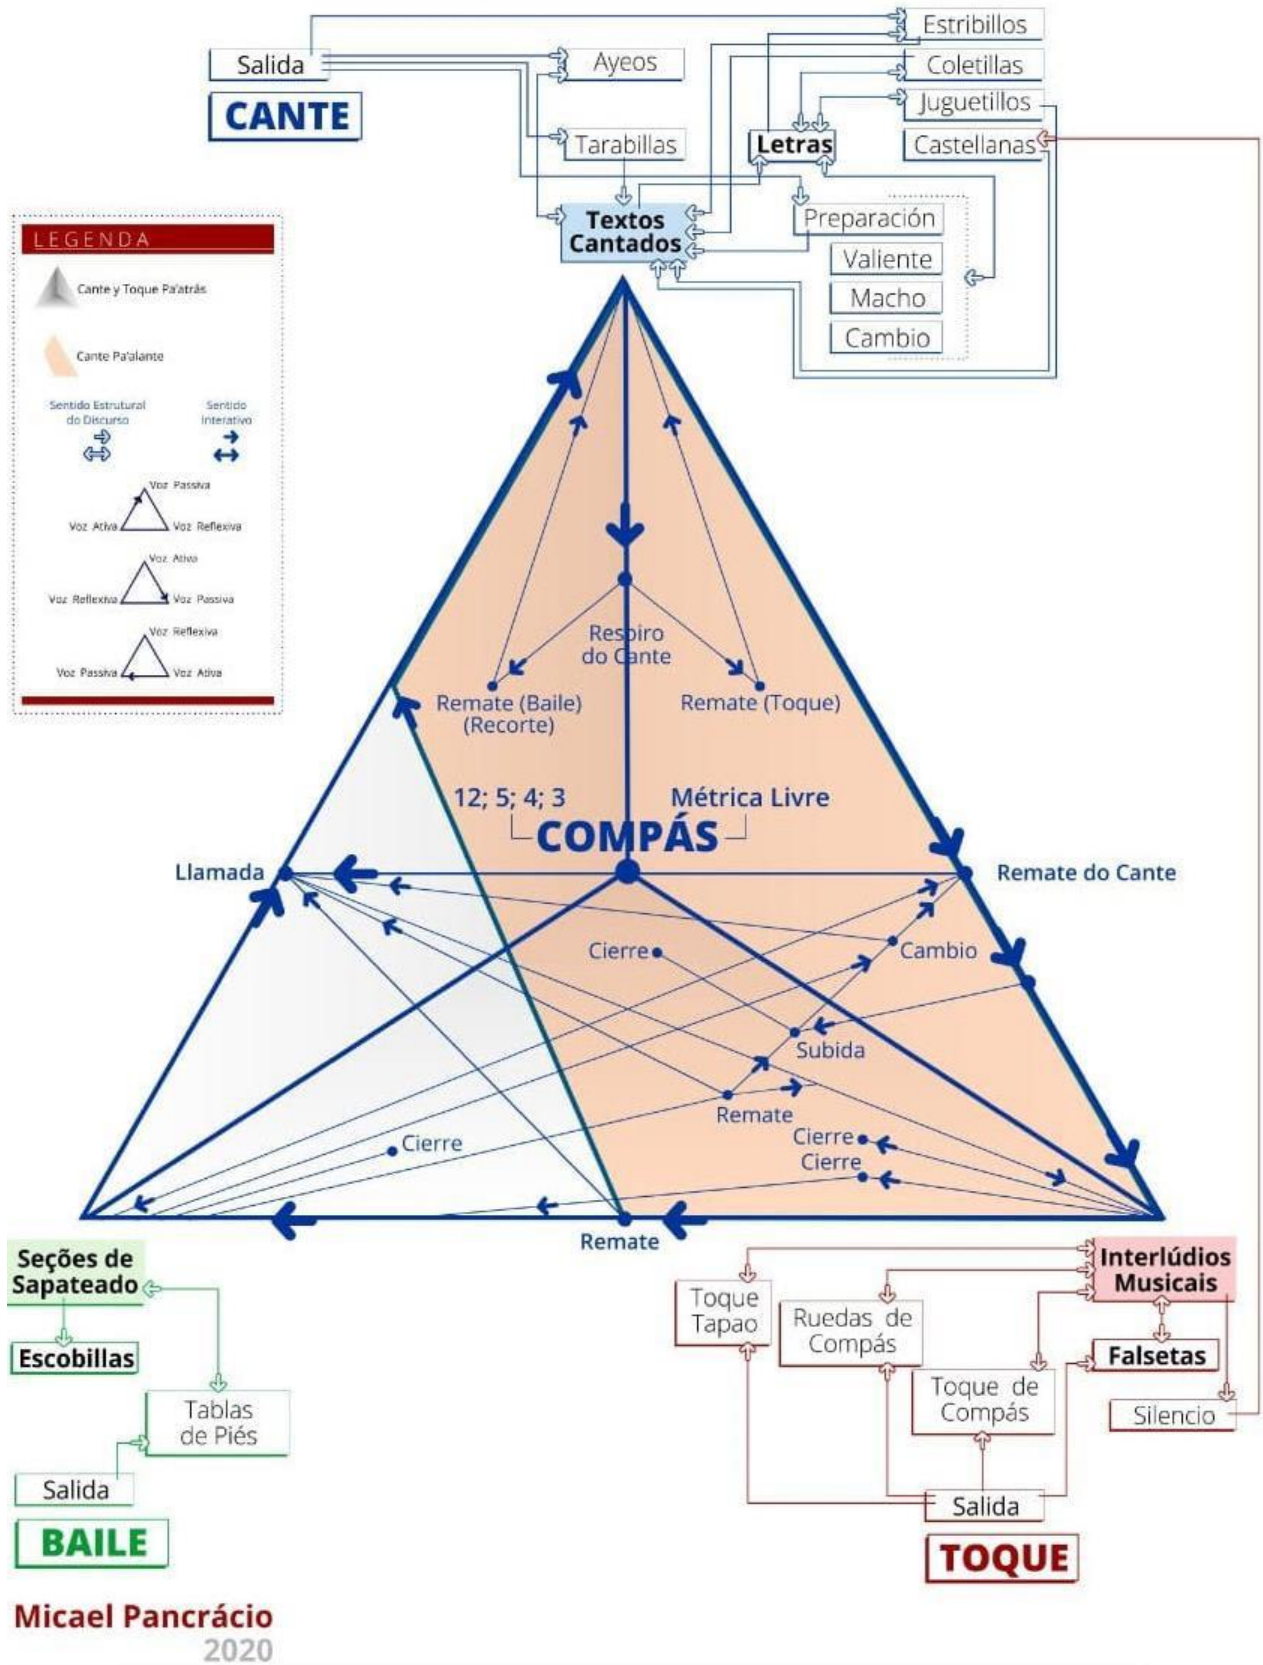 Estribillos
Salida
Ayeos
Coletillas
CANTE
Juguetillos
Tarabillas
Letras
Castellanas
Textos
Cantados
Preparación
Valiente
Macho
Cambio
LEGENDA
Cante y Toque Pa'atrás
Cante Pa'alante
Sentido Estrutural
do Discurso
Sentido
Interativo
Voz Passiva
Voz Ativa
Voz Reflexiva
Voz Ativa
Voz Reflexiva
Voz Passiva
Voz Reflexiva
Voz Passiva
Voz Ativa
Respiro
do Cante
Remate (Baile)
(Recorte)
Remate (Toque)
12; 5; 4; 3
Métrica Livre
COMPÁS
Llamada
Remate do Cante
Cierre
Cambio
Subida
Remate
Cierre
Cierre
Cierre
Remate
Seções de
Sapateado
Escobillas
Tablas
de Piés
Salida
BAILE
Interlúdios
Musicais
Toque
Tapao
Ruedas de
Compás
Falsetas
Toque de
Compás
Silencio
Salida
TOQUE
Micael Pancrácio
2020